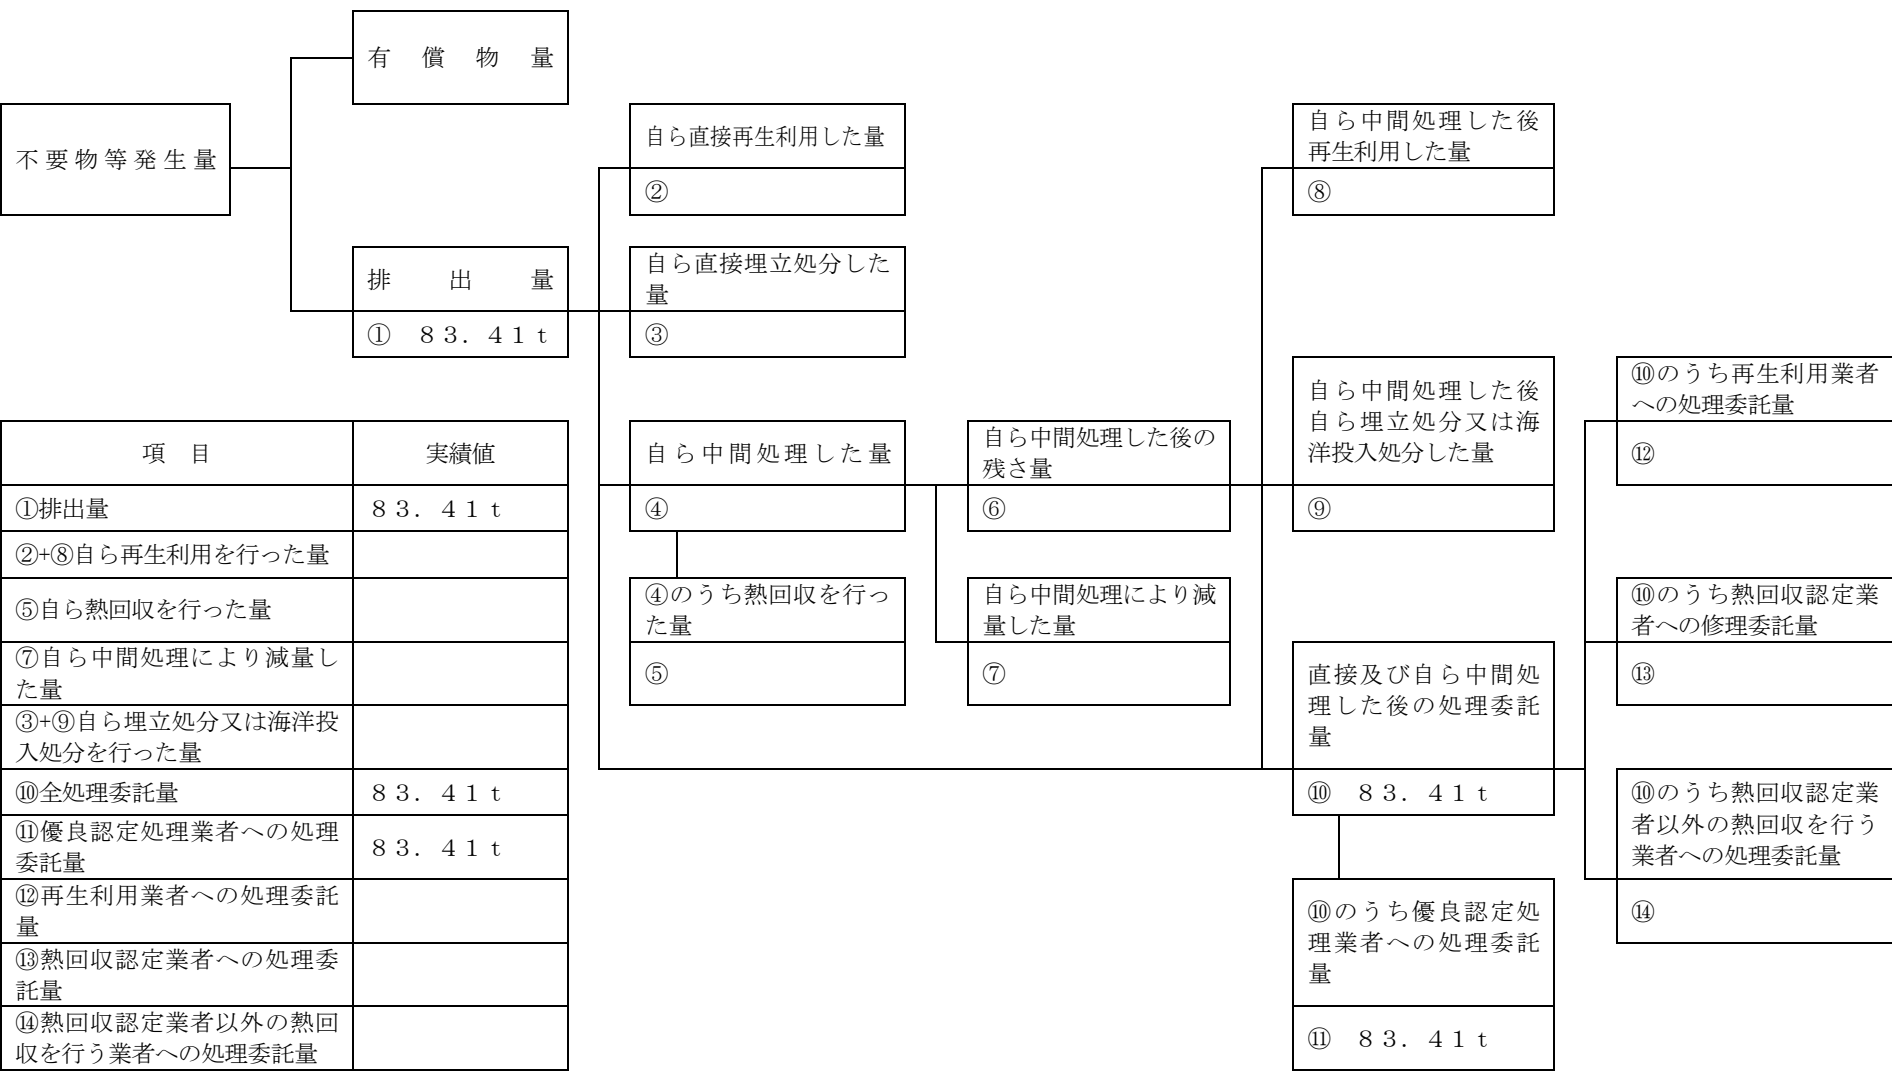 有償物量
不要物等発生量
自ら直接再生利用した量
②
自ら中間処理した後
再生利用した量
⑧
排出量
① ８３．４１ｔ
自ら直接埋立処分した
量
③
自ら中間処理した後
自ら埋立処分又は海
洋投入処分した量
⑨
⑩のうち再生利用業者
への処理委託量
⑫
自ら中間処理した量
④
自ら中間処理した後の
残さ量
⑥
④のうち熱回収を行っ
た量
⑤
自ら中間処理により減
量した量
⑦
⑩のうち熱回収認定業
者への修理委託量
⑬
直接及び自ら中間処
理した後の処理委託
量
⑩ ８３．４１ｔ
⑩のうち熱回収認定業
者以外の熱回収を行う
業者への処理委託量
⑭
⑩のうち優良認定処
理業者への処理委託
量
⑪ ８３．４１ｔ
項 目 実績値
①排出量 ８３．４１ｔ
②+⑧自ら再生利用を行った量
⑤自ら熱回収を行った量
⑦自ら中間処理により減量し
た量
③+⑨自ら埋立処分又は海洋投
入処分を行った量
⑩全処理委託量 ８３．４１ｔ
⑪優良認定処理業者への処理
委託量 ８３．４１ｔ
⑫再生利用業者への処理委託
量
⑬熱回収認定業者への処理委
託量
⑭熱回収認定業者以外の熱回
収を行う業者への処理委託量